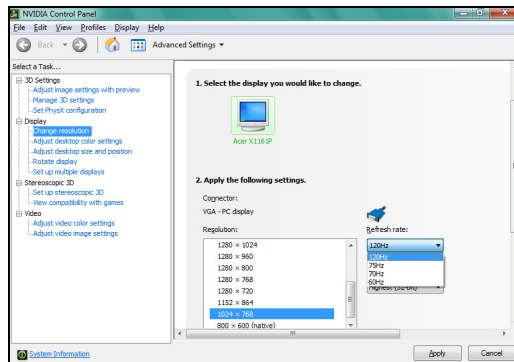 NVIDIA Control Panel
File Edit View Profiles Display Help
Back Advanced Settings
Select a Task...
3D Settings
Adjust image settings with preview
Manage 3D settings
Set PhysX configuration
Display
Change resolution
Adjust desktop color settings
Adjust desktop size and position
Rotate display
Set up multiple displays
Stereoscopic 3D
Set up stereoscopic 3D
View compatibility with games
Video
Adjust video color settings
Adjust video image settings
System Information
1. Select the display you would like to change.
Acer X1161P
2. Apply the following settings.
Connector:
VGA - PC display
Resolution:
1280 × 1024
1280 × 960
1280 × 800
1280 × 768
1280 × 720
1152 × 864
1024 × 768
800 × 600 (native)
Refresh rate:
120Hz
120Hz
75Hz
70Hz
60Hz
Highest (32-bit)
Apply Cancel